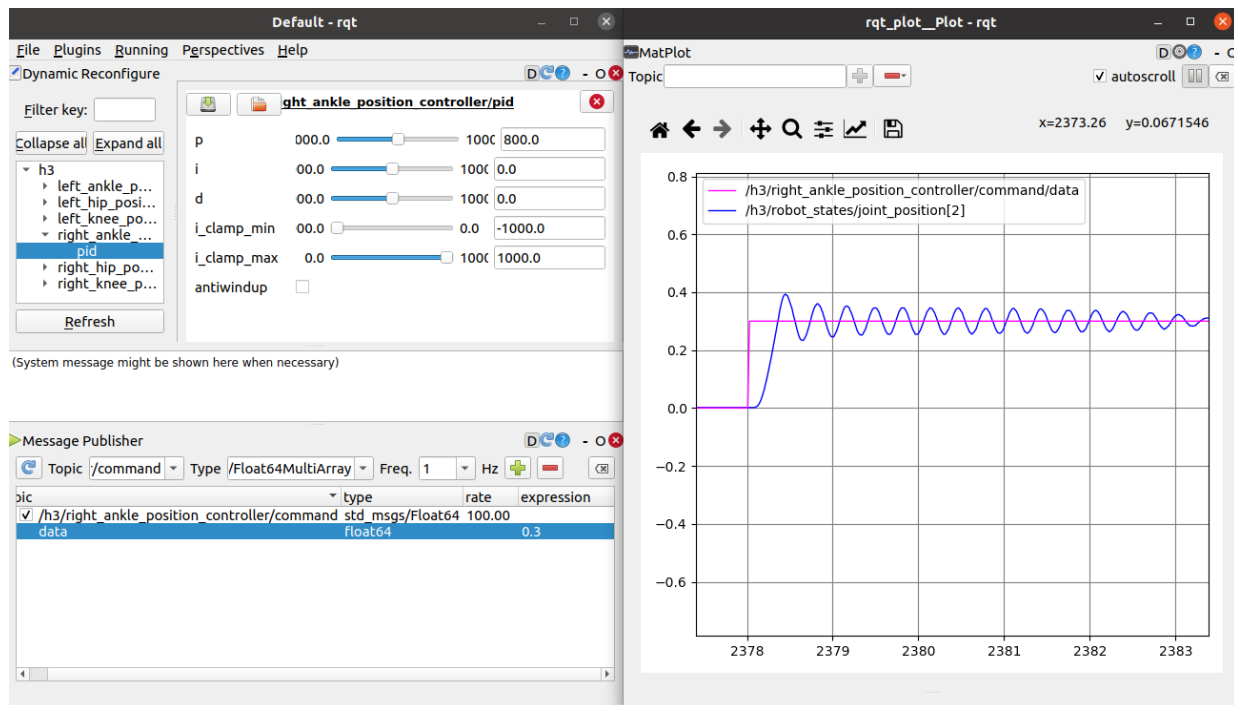 Default - rqt
File Plugins Running Perspectives Help
Dynamic Reconfigure
D
- O
Filter key:
Collapse all Expand all
h3
left_ankle_p...
left_hip_posi...
left_knee_po...
right_ankle_...
pid
right_hip_po...
right_knee_p...
Refresh
ght_ankle_position_controller/pid
p 000.0 1000 800.0
i 00.0 1000 0.0
d 00.0 1000 0.0
i_clamp_min 00.0 0.0 -1000.0
i_clamp_max 0.0 1000 1000.0
antiwindup
(System message might be shown here when necessary)
Message Publisher
D
- O
Topic /command Type /Float64MultiArray Freq. 1 Hz
pic type rate expression
/h3/right_ankle_position_controller/command std_msgs/Float64 100.00
data float64 0.3
rqt_plot__Plot - rqt
MatPlot
D
- O
Topic
autoscroll
x=2373.26 y=0.0671546
/h3/right_ankle_position_controller/command/data
/h3/robot_states/joint_position[2]
0.8
0.6
0.4
0.2
0.0
−0.2
−0.4
−0.6
2378 2379 2380 2381 2382 2383